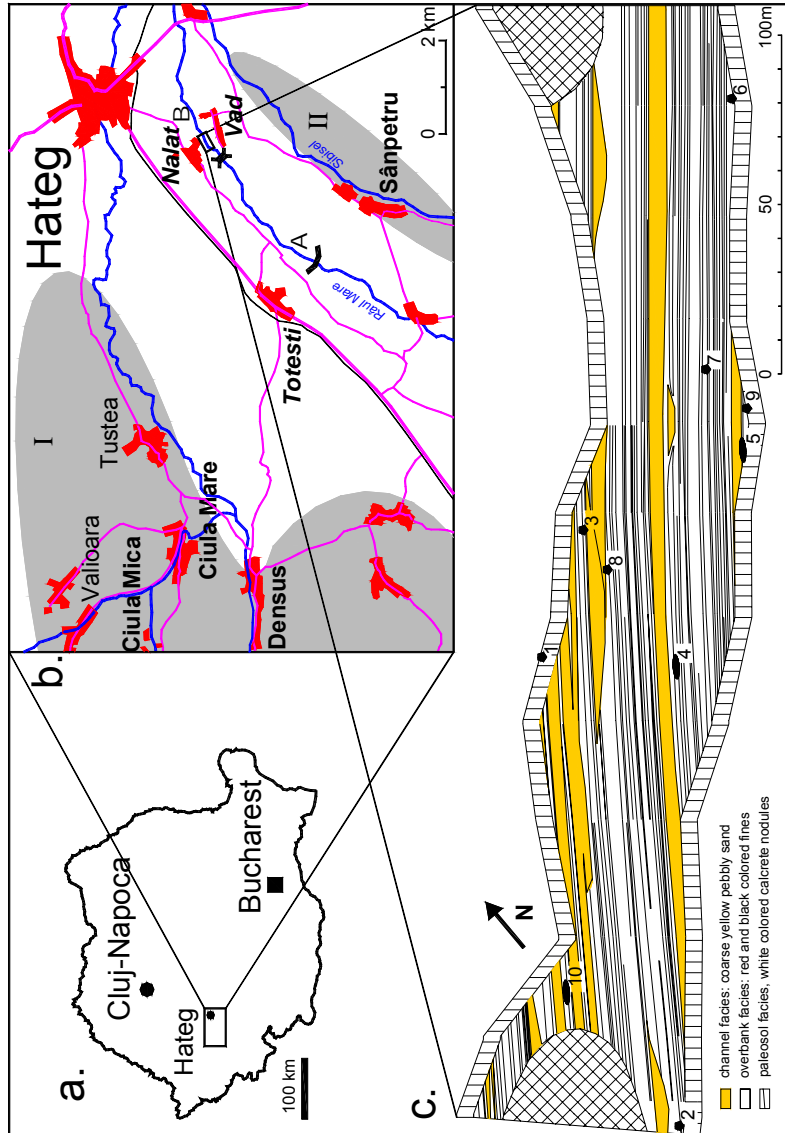 a.
Cluj-Napoca
Hateg
Bucharest
100 km
b.
I
Valioara
Tustea
Ciula Mica
Ciula Mare
Densus
Hateg
Totesti
Nalat
B
Vad
A
Râul Mare
II
Sibisel
Sânpetru
0
2 km
c.
N
1
2
3
4
5
6
7
8
9
10
0
50
100m
channel facies: coarse yellow pebbly sand
overbank facies: red and black colored fines
paleosol facies, white colored calcrete nodules